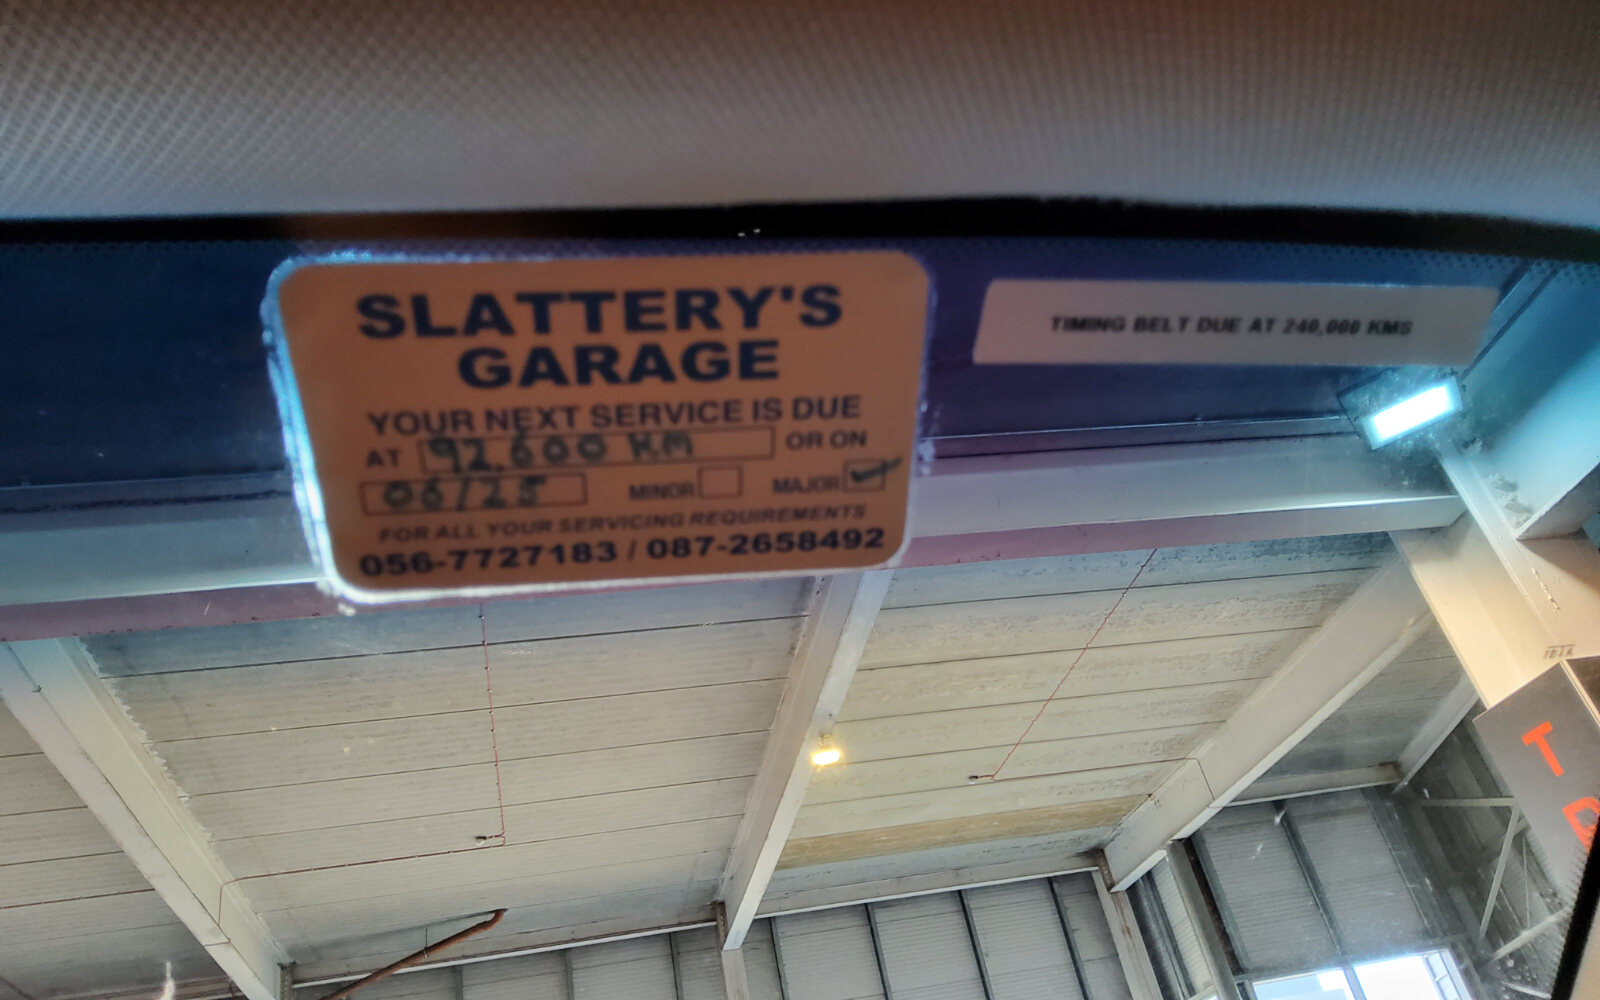 SLATTERY'S
GARAGE
YOUR NEXT SERVICE IS DUE
AT 92,600 KM OR ON
06/25 MINOR MAJOR
FOR ALL YOUR SERVICING REQUIREMENTS
056-7727183 / 087-2658492
TIMING BELT DUE AT 240,000 KMS
T